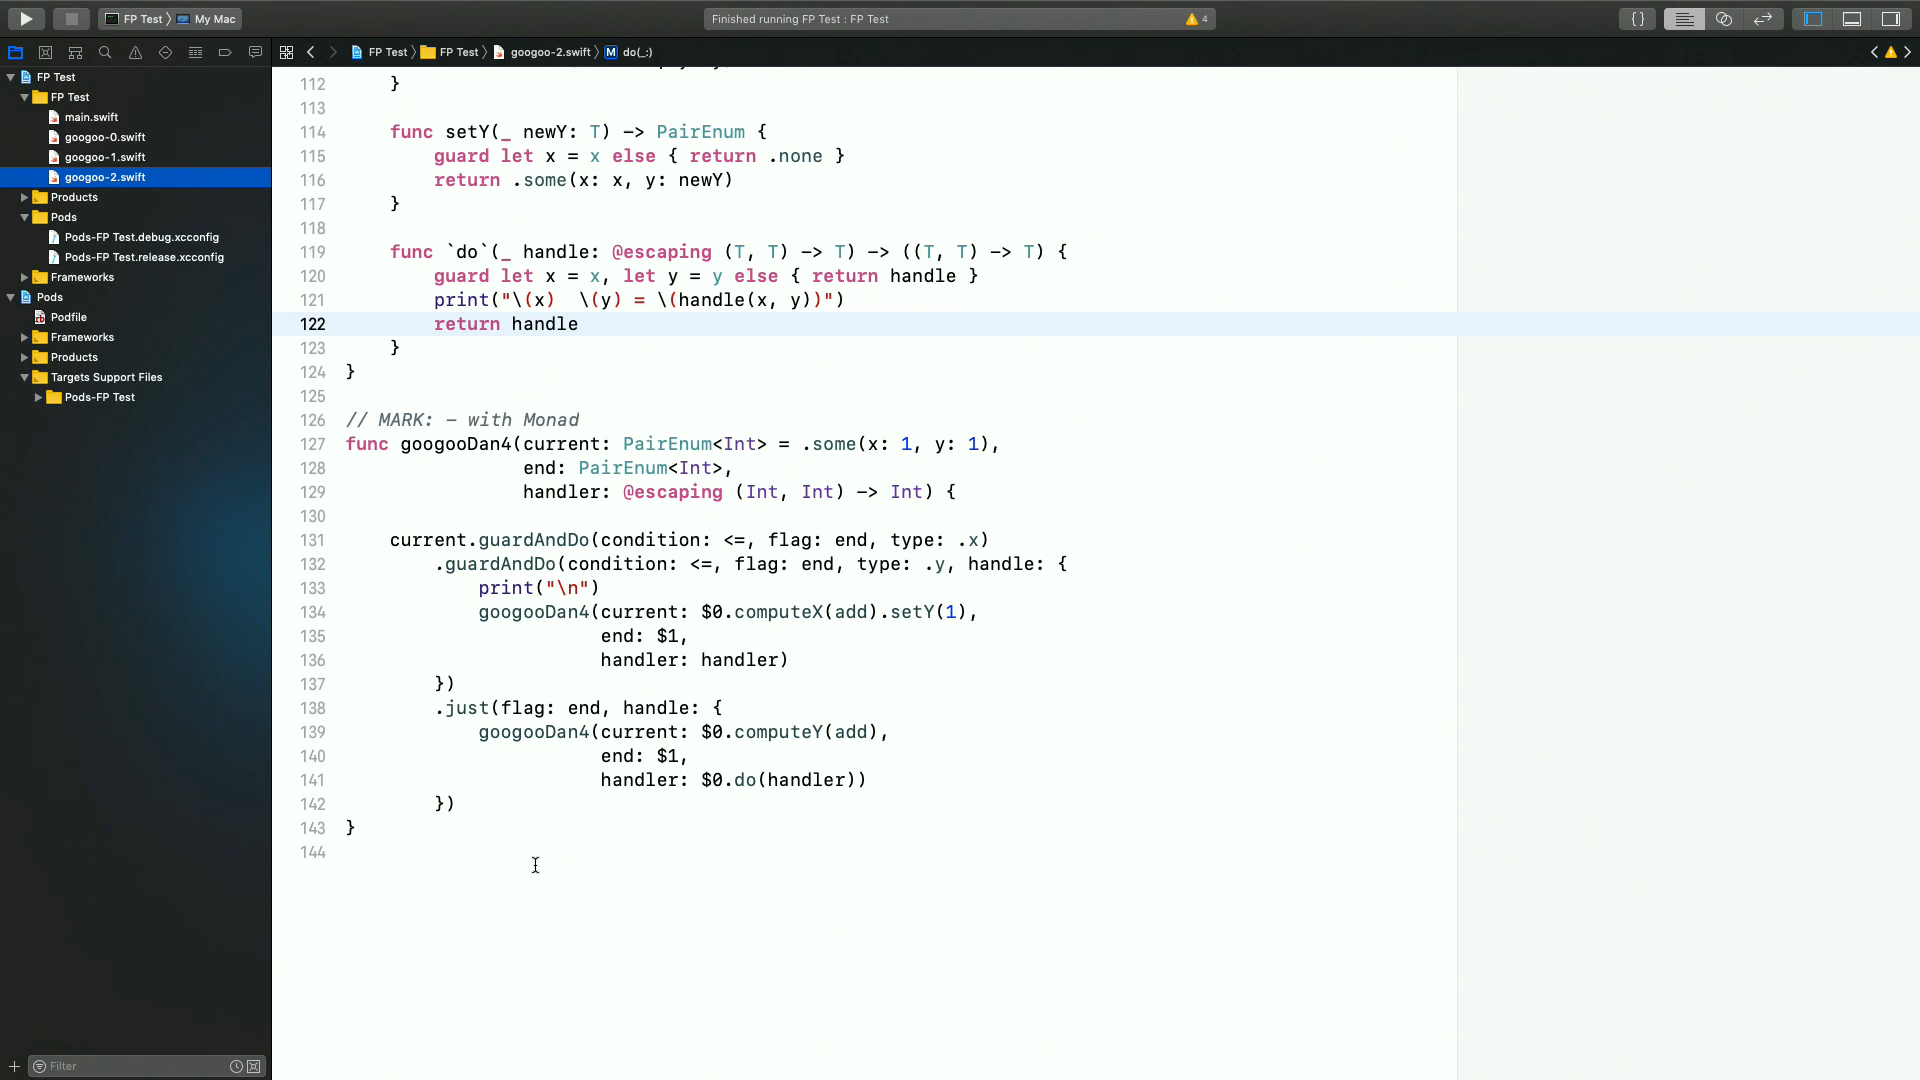 FP Test
My Mac
Finished running FP Test : FP Test
4
FP Test
FP Test
googoo-2.swift
M
do(_:)
FP Test
FP Test
main.swift
googoo-0.swift
googoo-1.swift
googoo-2.swift
Products
Pods
Pods-FP Test.debug.xcconfig
Pods-FP Test.release.xcconfig
Frameworks
Pods
Podfile
Frameworks
Products
Targets Support Files
Pods-FP Test
Filter
112 }
113
114 func setY(_ newY: T) -> PairEnum {
115 guard let x = x else { return .none }
116 return .some(x: x, y: newY)
117 }
118
119 func `do`(_ handle: @escaping (T, T) -> T) -> ((T, T) -> T) {
120 guard let x = x, let y = y else { return handle }
121 print("\(x)  \(y) = \(handle(x, y))")
122 return handle
123 }
124 }
125
126 // MARK: - with Monad
127 func googooDan4(current: PairEnum<Int> = .some(x: 1, y: 1),
128 end: PairEnum<Int>,
129 handler: @escaping (Int, Int) -> Int) {
130
131 current.guardAndDo(condition: <=, flag: end, type: .x)
132 .guardAndDo(condition: <=, flag: end, type: .y, handle: {
133 print("\n")
134 googooDan4(current: $0.computeX(add).setY(1),
135 end: $1,
136 handler: handler)
137 })
138 .just(flag: end, handle: {
139 googooDan4(current: $0.computeY(add),
140 end: $1,
141 handler: $0.do(handler))
142 })
143 }
144